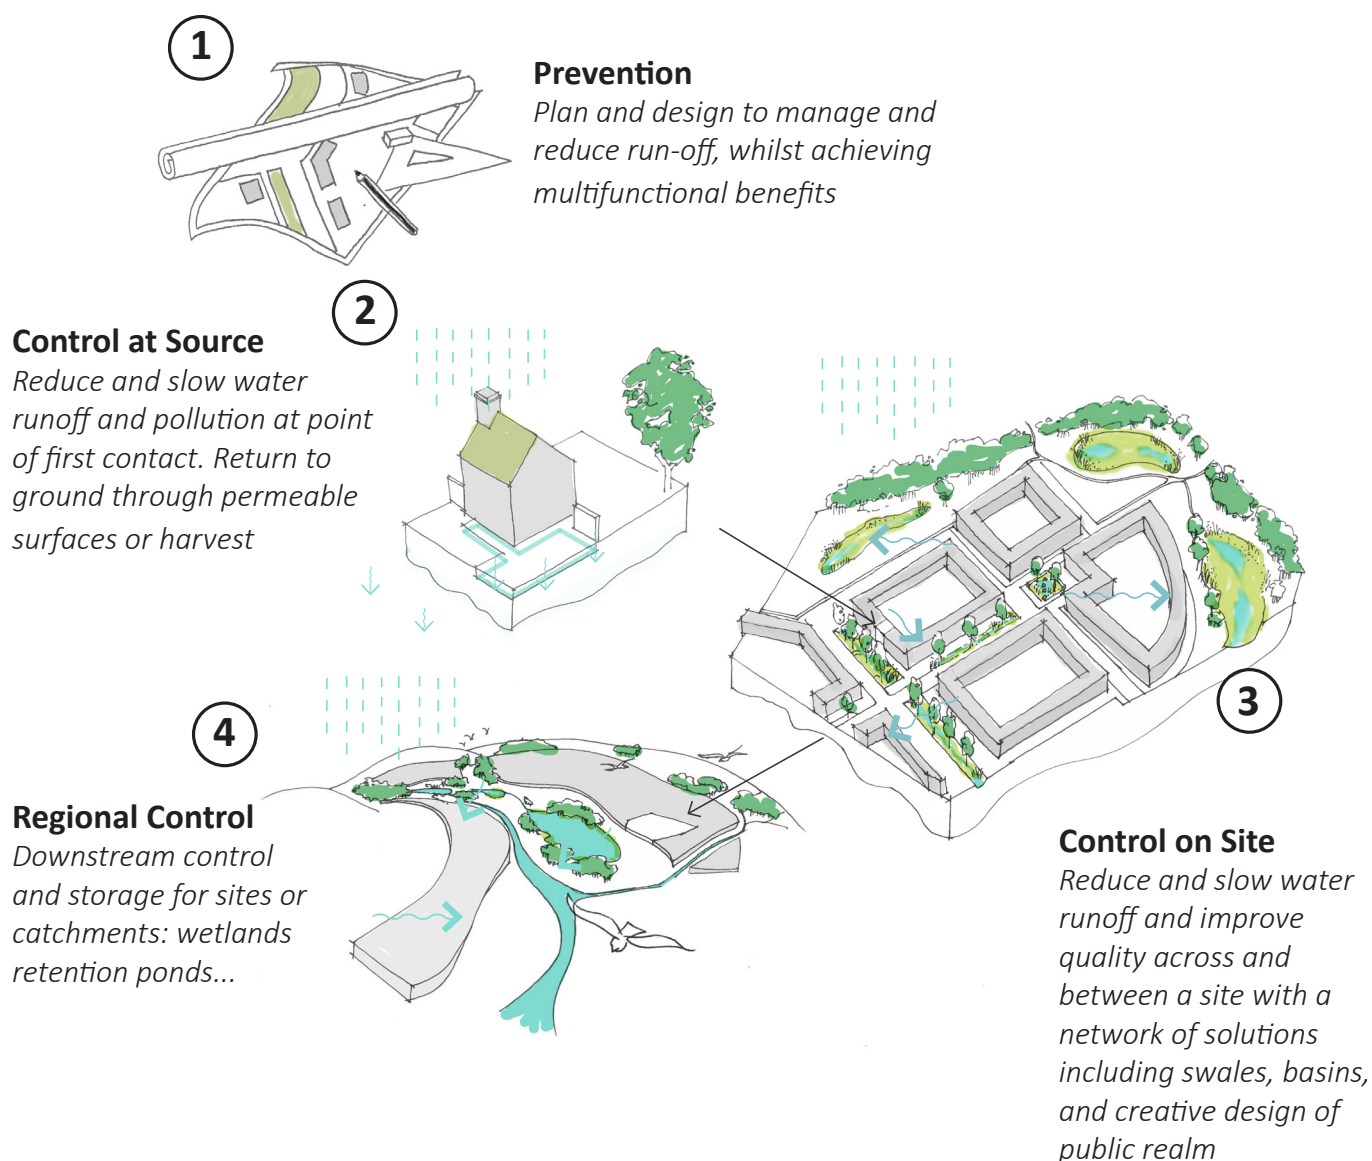 1
Prevention
Plan and design to manage and
reduce run-off, whilst achieving
multifunctional benefits
2
Control at Source
Reduce and slow water
runoff and pollution at point
of first contact. Return to
ground through permeable
surfaces or harvest
3
Control on Site
Reduce and slow water
runoff and improve
quality across and
between a site with a
network of solutions
including swales, basins,
and creative design of
public realm
4
Regional Control
Downstream control
and storage for sites or
catchments: wetlands
retention ponds...